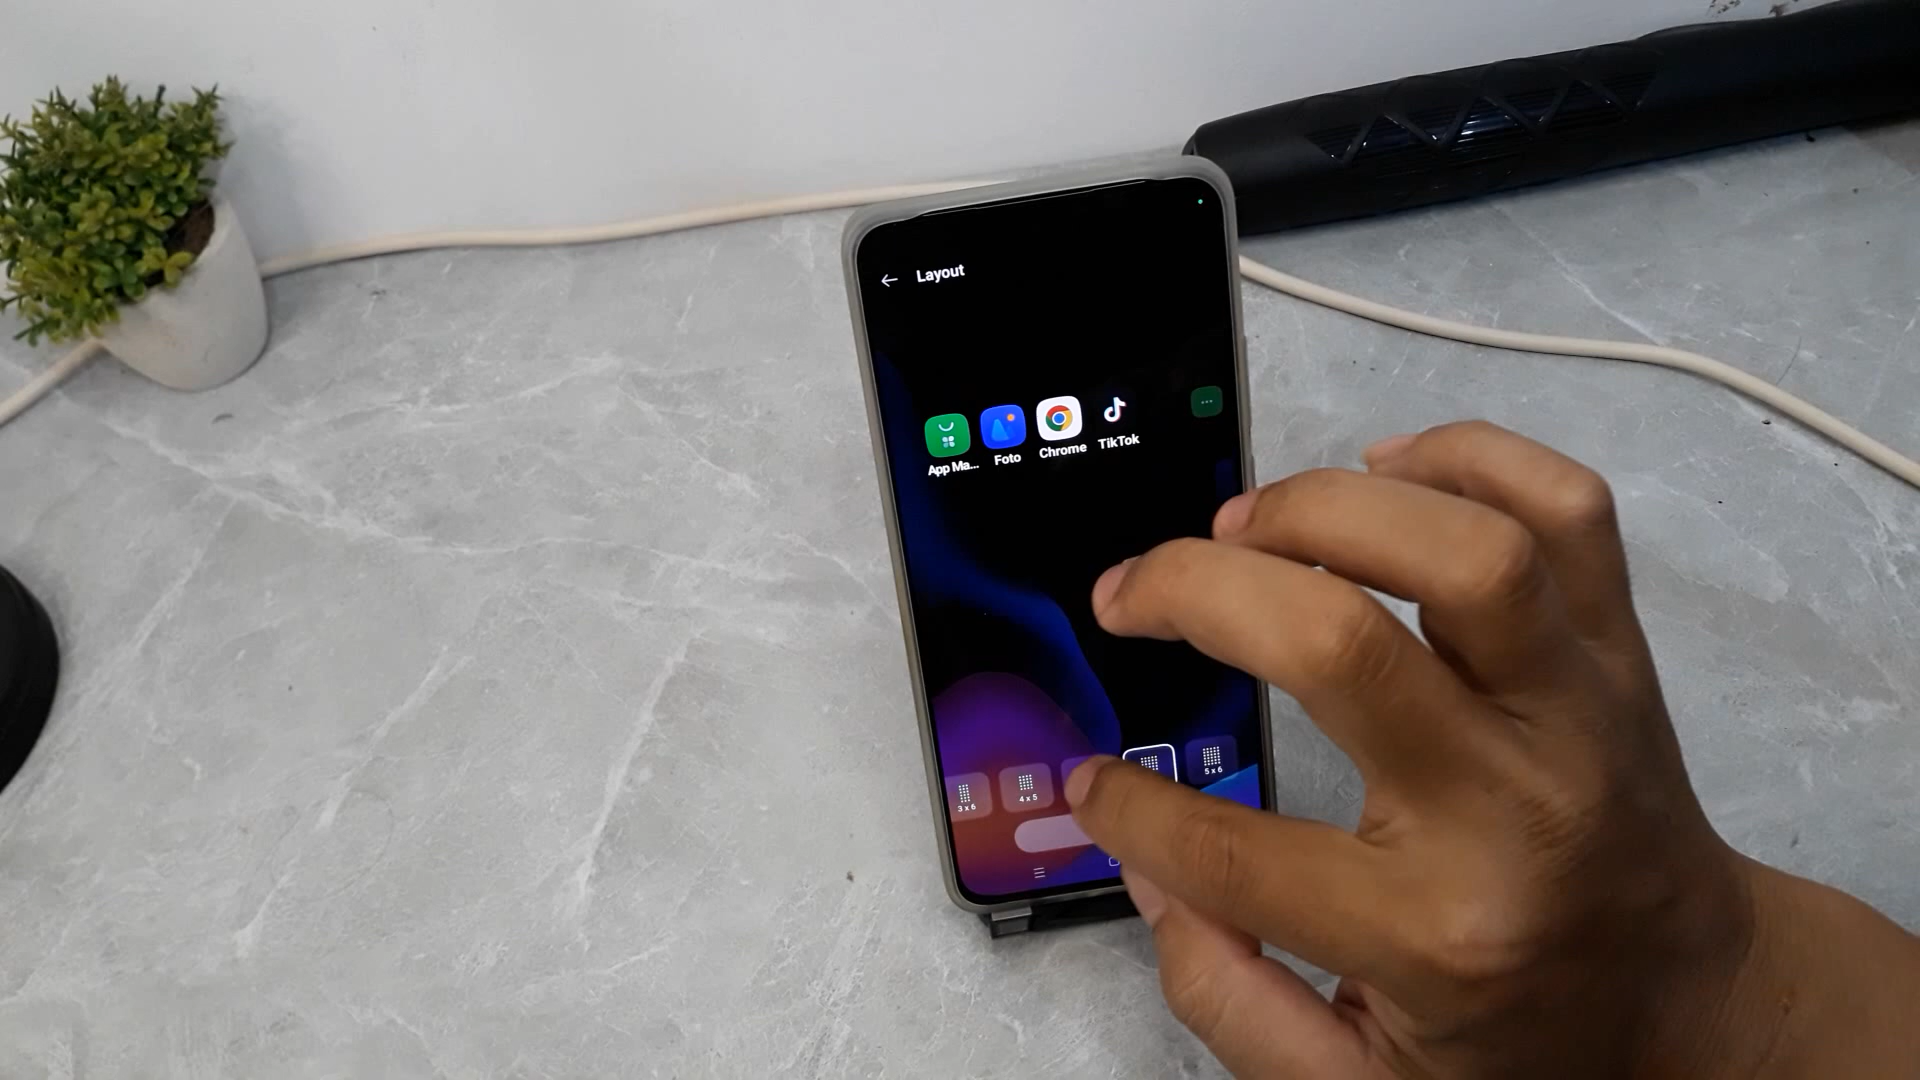 Layout
App Ma...
Foto
Chrome
TikTok
3 x 6
4 x 5
5 x 6